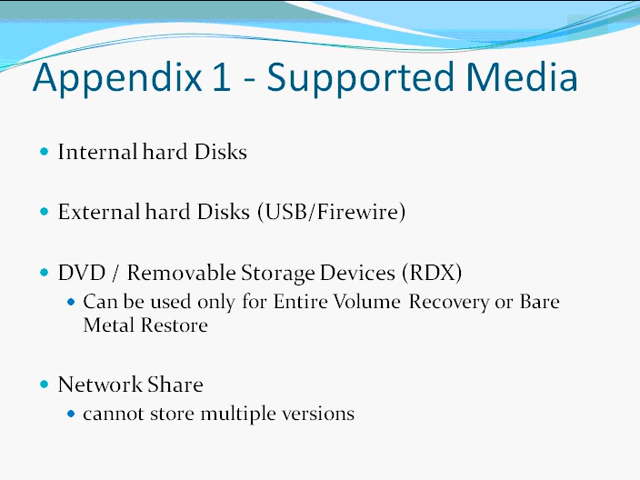 Appendix 1 - Supported Media
• Internal hard Disks
• External hard Disks (USB/Firewire)
• DVD / Removable Storage Devices (RDX)
• Can be used only for Entire Volume Recovery or Bare
Metal Restore
• Network Share
• cannot store multiple versions